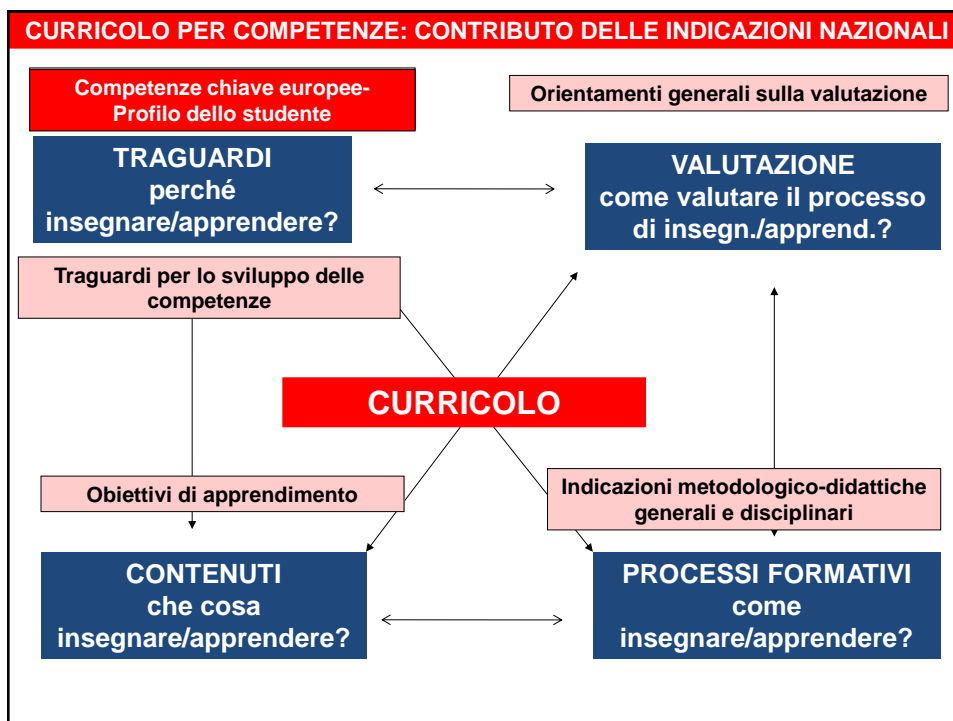 CURRICOLO PER COMPETENZE: CONTRIBUTO DELLE INDICAZIONI NAZIONALI
Competenze chiave europee-
Profilo dello studente
Orientamenti generali sulla valutazione
TRAGUARDI
perché
insegnare/apprendere?
VALUTAZIONE
come valutare il processo
di insegn./apprend.?
Traguardi per lo sviluppo delle
competenze
CURRICOLO
Obiettivi di apprendimento
Indicazioni metodologico-didattiche
generali e disciplinari
CONTENUTI
che cosa
insegnare/apprendere?
PROCESSI FORMATIVI
come
insegnare/apprendere?